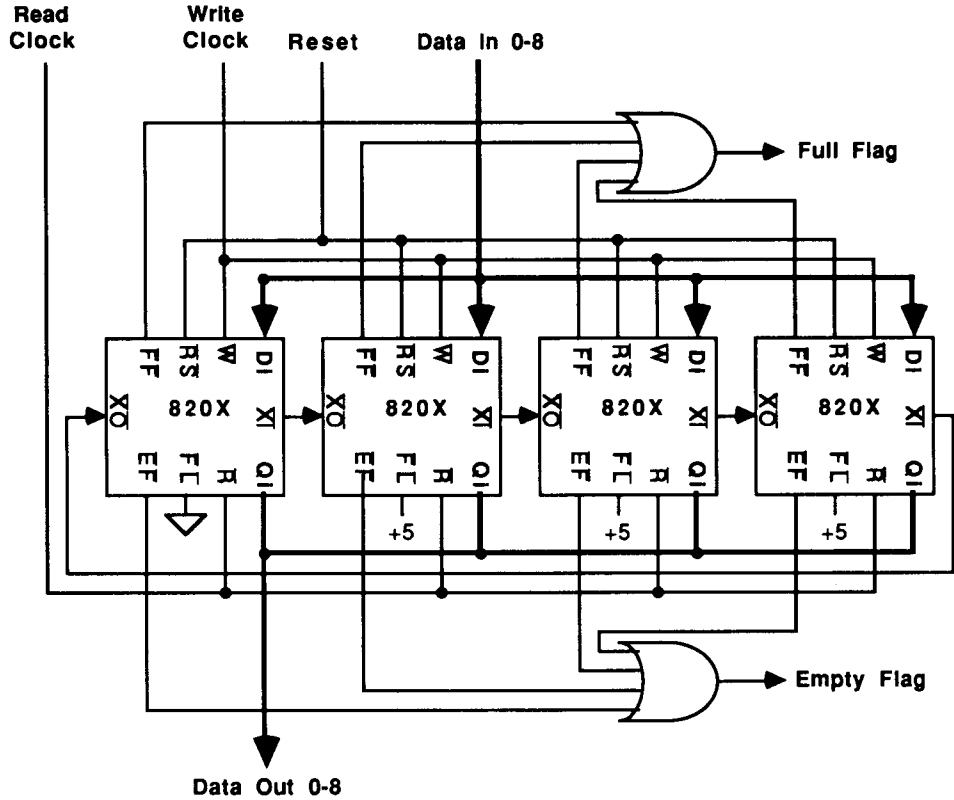 Read Clock
Write Clock
Reset
Data In 0-8
Full Flag
FF RS W DI
XO 820X XI
EF FL R QI
FF RS W DI
XO 820X XI
EF FL R QI
+5
FF RS W DI
XO 820X XI
EF FL R QI
+5
FF RS W DI
XO 820X XI
EF FL R QI
+5
Empty Flag
Data Out 0-8